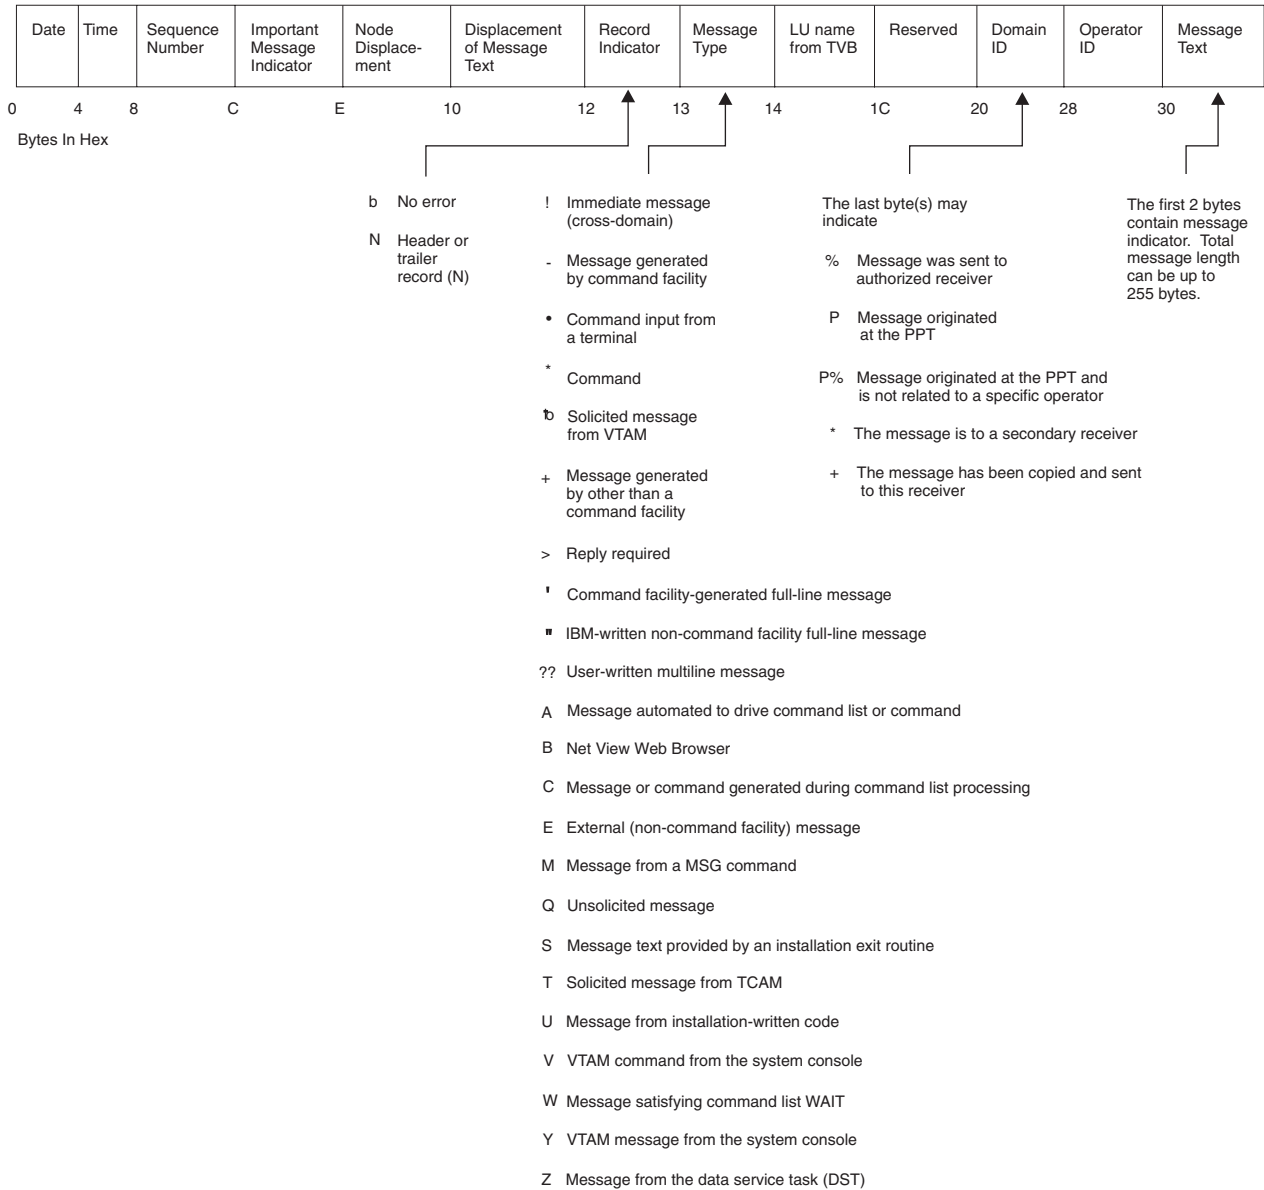 Date Time Sequence Number Important Message Indicator Node Displace-ment Displacement of Message Text Record Indicator Message Type LU name from TVB Reserved Domain ID Operator ID Message Text
0 4 8 C E 10 12 13 14 1C 20 28 30
Bytes In Hex
b No error
N Header or
trailer
record (N)
! Immediate message
(cross-domain)
- Message generated
by command facility
• Command input from
a terminal
* Command
Solicited message
from VTAM
+ Message generated
by other than a
command facility
> Reply required
' Command facility-generated full-line message
" IBM-written non-command facility full-line message
?? User-written multiline message
A Message automated to drive command list or command
B Net View Web Browser
C Message or command generated during command list processing
E External (non-command facility) message
M Message from a MSG command
Q Unsolicited message
S Message text provided by an installation exit routine
T Solicited message from TCAM
U Message from installation-written code
V VTAM command from the system console
W Message satisfying command list WAIT
Y VTAM message from the system console
Z Message from the data service task (DST)
The last byte(s) may
indicate
% Message was sent to
authorized receiver
P Message originated
at the PPT
P% Message originated at the PPT and
is not related to a specific operator
* The message is to a secondary receiver
+ The message has been copied and sent
to this receiver
The first 2 bytes
contain message
indicator. Total
message length
can be up to
255 bytes.